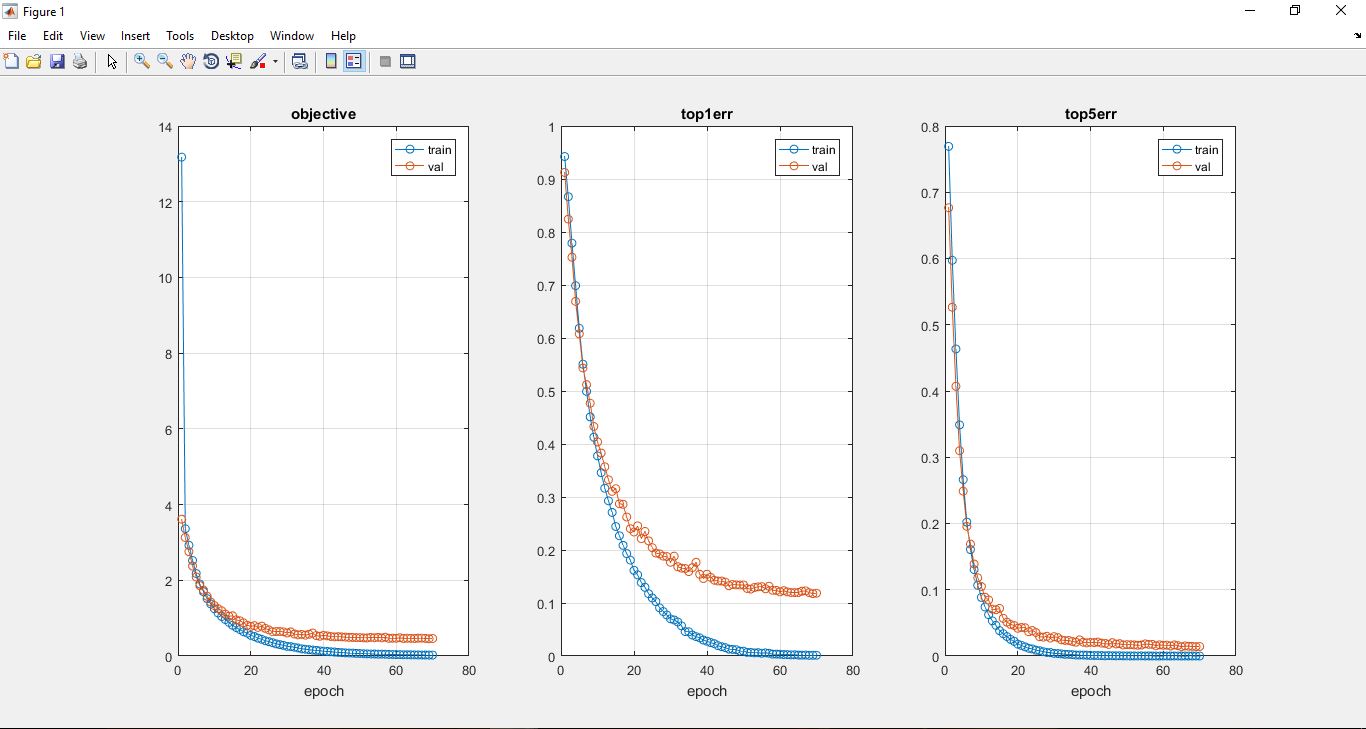 Figure 1
File Edit View Insert Tools Desktop Window Help
objective
14
12
10
8
6
4
2
0
0 20 40 60 80
epoch
train
val
top1err
1
0.9
0.8
0.7
0.6
0.5
0.4
0.3
0.2
0.1
0
0 20 40 60 80
epoch
train
val
top5err
0.8
0.7
0.6
0.5
0.4
0.3
0.2
0.1
0
0 20 40 60 80
epoch
train
val